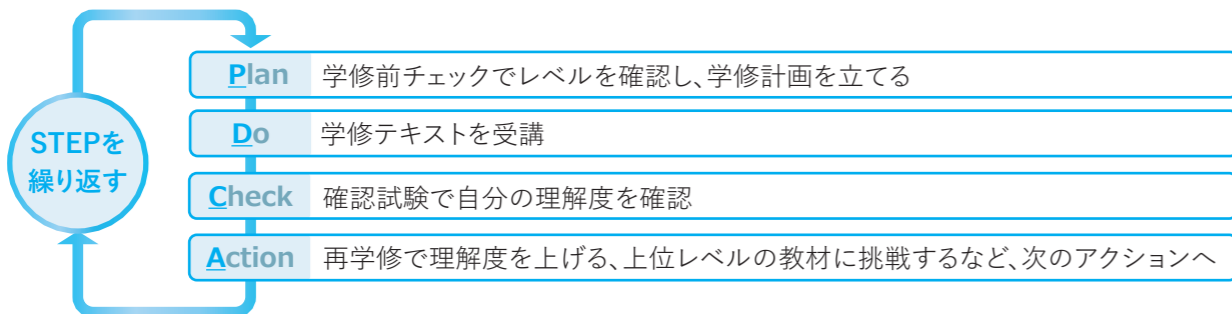 Plan 学修前チェックでレベルを確認し、学修計画を立てる
Do 学修テキストを受講
STEPを
繰り返す
Check 確認試験で自分の理解度を確認
Action 再学修で理解度を上げる、上位レベルの教材に挑戦するなど、次のアクションへ